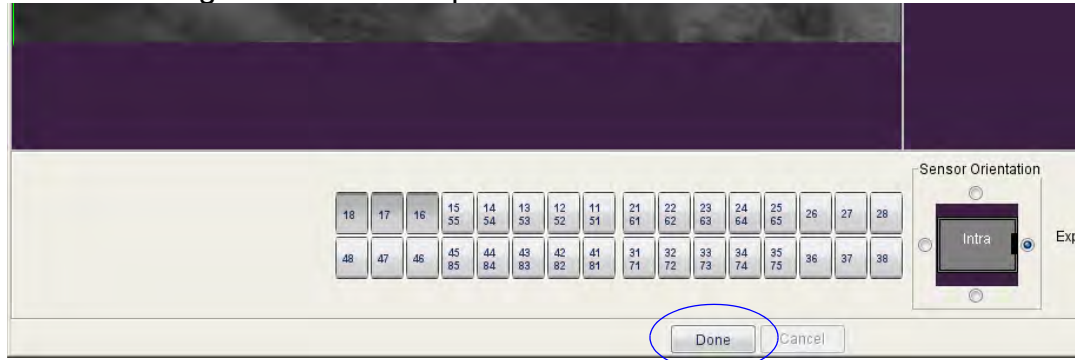 Sensor Orientation
18 17 16 15 14 13 12 11 21 22 23 24 25 26 27 28
55 54 53 52 51 61 62 63 64 65
Intra
Exp
48 47 46 45 44 43 42 41 31 32 33 34 35 36 37 38
85 84 83 82 81 71 72 73 74 75
Done Cancel